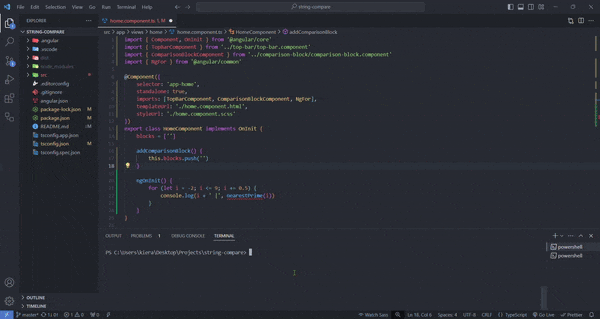 File Edit Selection View Go Run Terminal Help
string-compare
EXPLORER
STRING-COMPARE
.angular
.vscode
dist
node_modules
src
.editorconfig
.gitignore
angular.json
package-lock.json M
package.json M
README.md M
tsconfig.app.json
tsconfig.json M
tsconfig.spec.json
OUTLINE
TIMELINE
home.component.ts 1, M
src > app > views > home > home.component.ts > HomeComponent > addComparisonBlock
import { Component, OnInit } from '@angular/core'
import { TopBarComponent } from '../top-bar/top-bar.component'
import { ComparisonBlockComponent } from '../comparison-block/comparison-block.component'
import { NgFor } from '@angular/common'
@Component({
selector: 'app-home',
standalone: true,
imports: [TopBarComponent, ComparisonBlockComponent, NgFor],
templateUrl: './home.component.html',
styleUrl: './home.component.scss'
})
export class HomeComponent implements OnInit {
blocks = ['']
addComparisonBlock() {
this.blocks.push('')
}
ngOnInit() {
for (let i = -2; i <= 9; i += 0.5) {
console.log(i + ' |', nearestPrime(i))
}
}
}
OUTPUT PROBLEMS 1 DEBUG CONSOLE TERMINAL
PS C:\Users\kiera\Desktop\Projects\string-compare>
powershell
powershell
master*
Watch Sass
Ln 18, Col 6
Spaces: 4
UTF-8
CRLF
TypeScript
Go Live
Prettier